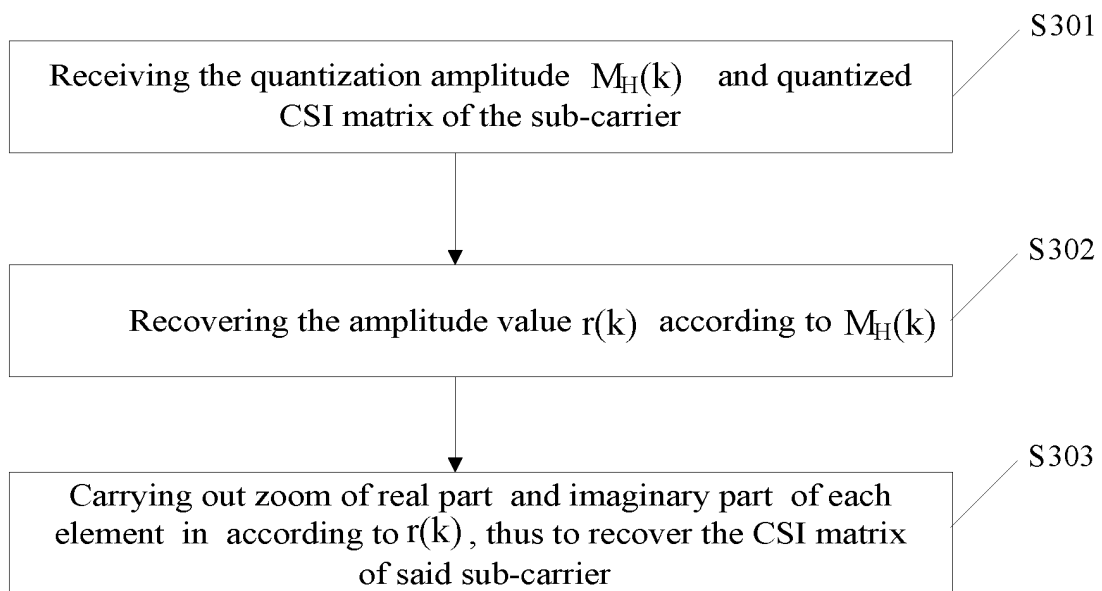 S301
Receiving the quantization amplitude M_H(k) and quantized
CSI matrix of the sub-carrier
S302
Recovering the amplitude value r(k) according to M_H(k)
S303
Carrying out zoom of real part and imaginary part of each
element in according to r(k), thus to recover the CSI matrix
of said sub-carrier